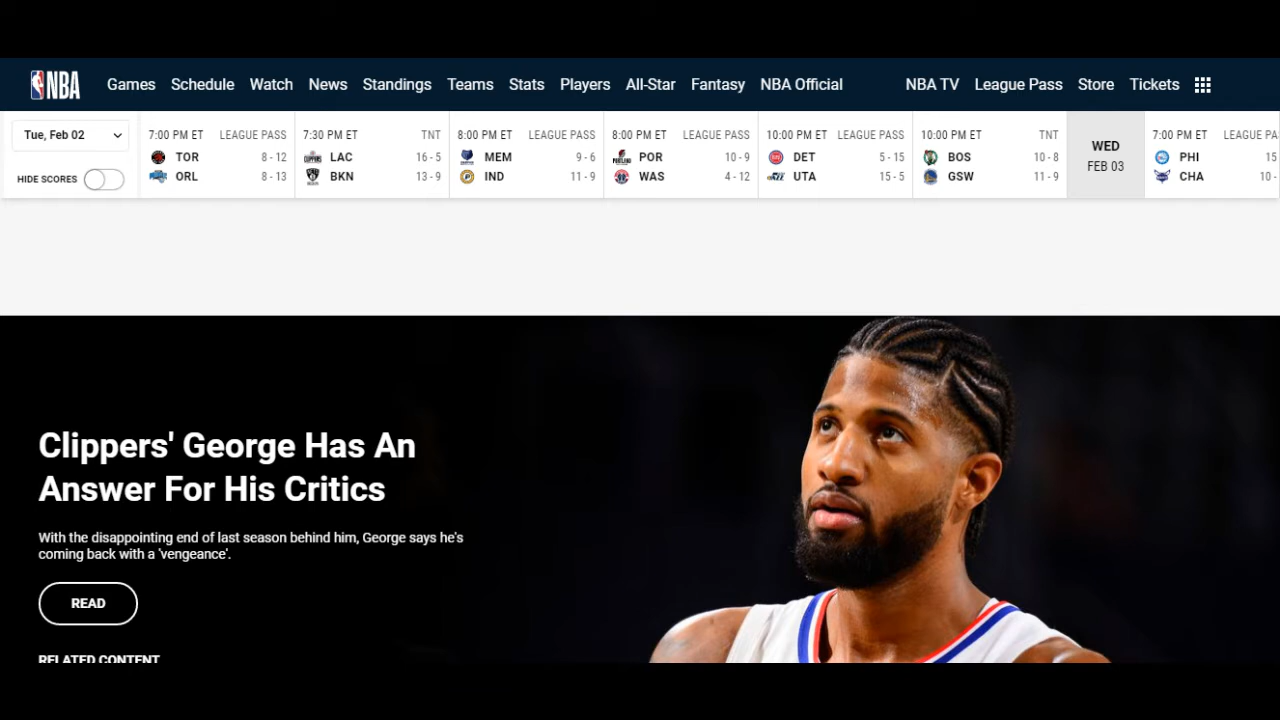 NBA Games Schedule Watch News Standings Teams Stats Players All-Star Fantasy NBA Official NBA TV League Pass Store Tickets
Tue, Feb 02
HIDE SCORES
7:00 PM ET LEAGUE PASS
TOR 8 - 12
ORL 8 - 13
7:30 PM ET TNT
LAC 16 - 5
BKN 13 - 9
8:00 PM ET LEAGUE PASS
MEM 9 - 6
IND 11 - 9
8:00 PM ET LEAGUE PASS
POR 10 - 9
WAS 4 - 12
10:00 PM ET LEAGUE PASS
DET 5 - 15
UTA 15 - 5
10:00 PM ET TNT
BOS 10 - 8
GSW 11 - 9
WED
FEB 03
7:00 PM ET LEAGUE PA
PHI 15
CHA 10 -
Clippers' George Has An
Answer For His Critics
With the disappointing end of last season behind him, George says he's
coming back with a 'vengeance'.
READ
RELATED CONTENT